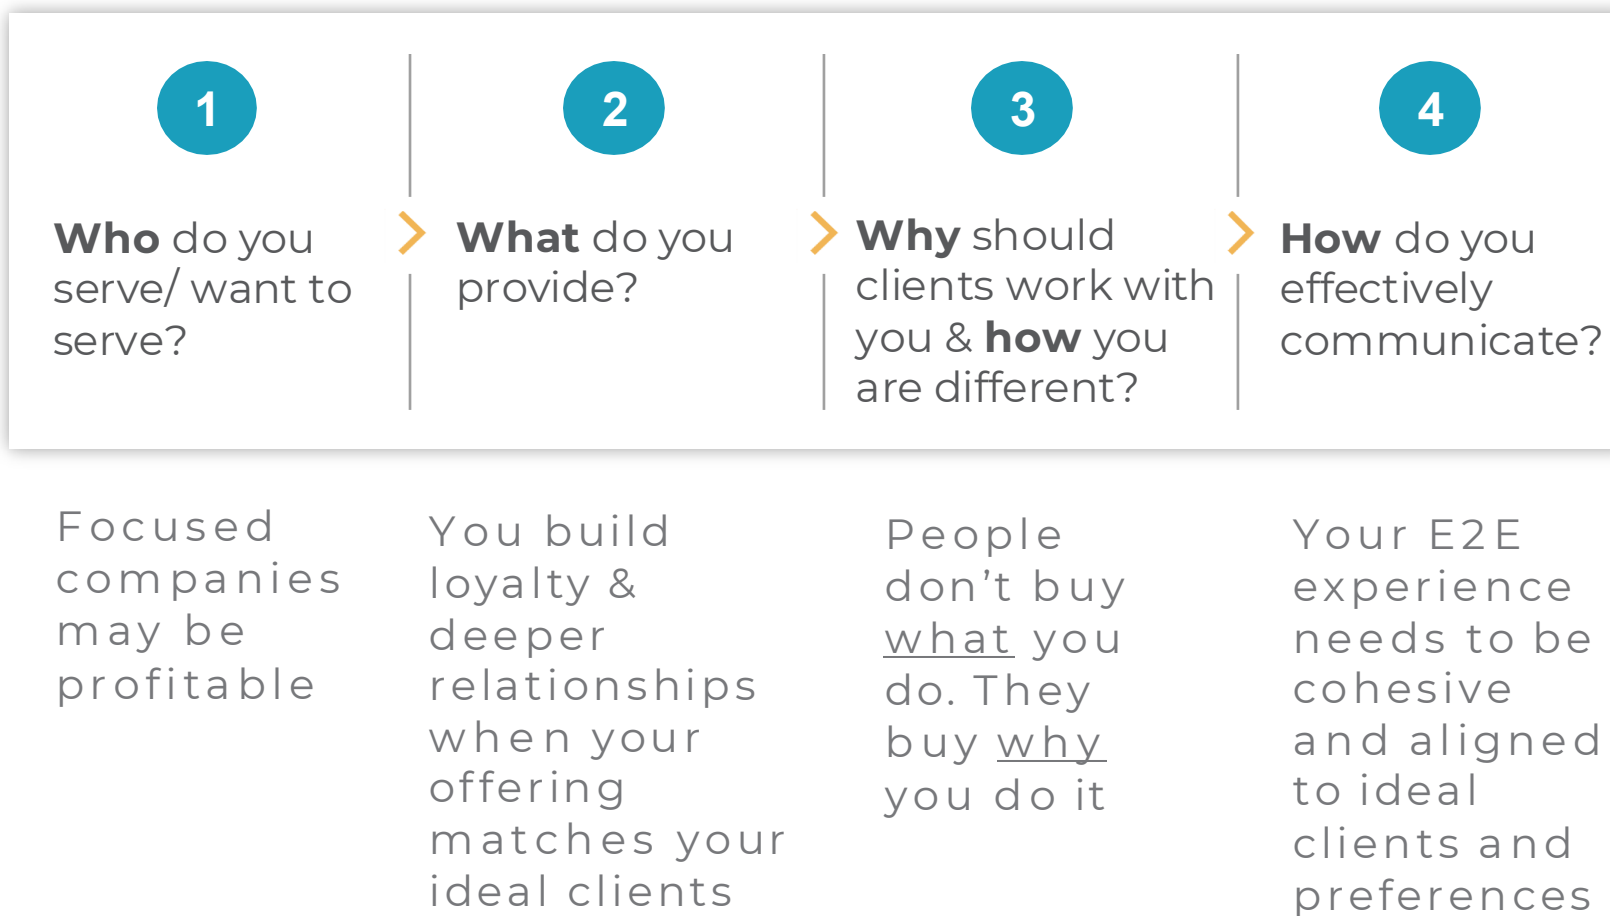 1
Who do you
serve/ want to
serve?
2
What do you
provide?
3
Why should
clients work with
you & how you
are different?
4
How do you
effectively
communicate?
Focused
companies
may be
profitable
You build
loyalty &
deeper
relationships
when your
offering
matches your
ideal clients
People
don’t buy
what you
do. They
buy why
you do it
Your E2E
experience
needs to be
cohesive
and aligned
to ideal
clients and
preferences